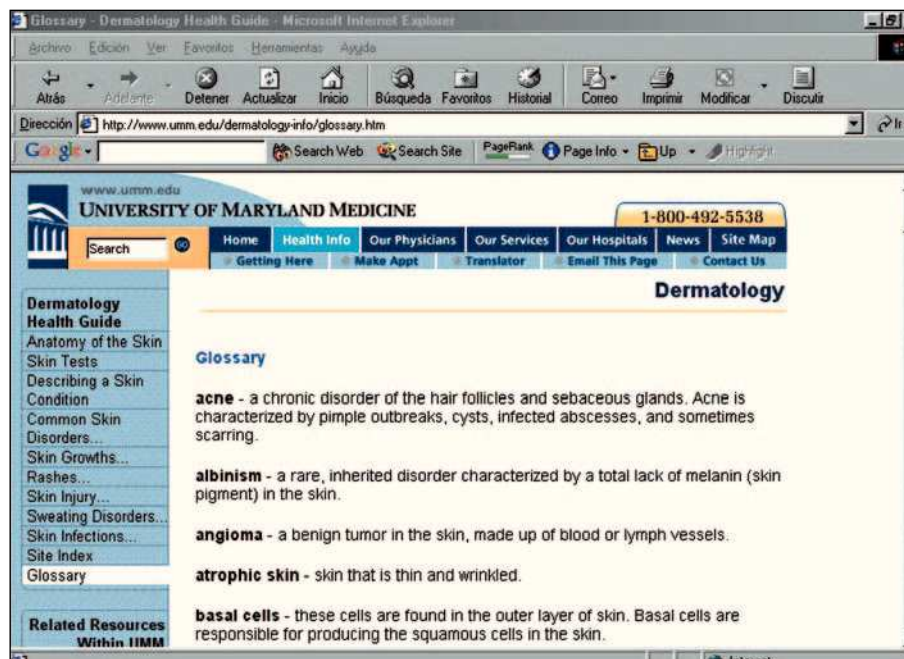 Glossary - Dermatology Health Guide - Microsoft Internet Explorer
Archivo Edición Ver Favoritos Herramientas Ayuda
Atrás Adelante Detener Actualizar Inicio Búsqueda Favoritos Historial Correo Imprimir Modificar Discutir
Dirección http://www.umm.edu/dermatology-info/glossary.htm Ir
Google Search Web Search Site PageRank Page Info Up Highlight
www.umm.edu
UNIVERSITY OF MARYLAND MEDICINE
1-800-492-5538
Search GO Home Health Info Our Physicians Our Services Our Hospitals News Site Map
Getting Here Make Appt Translator Email This Page Contact Us
Dermatology
Dermatology
Health Guide
Anatomy of the Skin
Skin Tests
Describing a Skin
Condition
Common Skin
Disorders...
Skin Growths...
Rashes...
Skin Injury...
Sweating Disorders...
Skin Infections...
Site Index
Glossary
Related Resources
Within UMM
Glossary
acne - a chronic disorder of the hair follicles and sebaceous glands. Acne is
characterized by pimple outbreaks, cysts, infected abscesses, and sometimes
scarring.
albinism - a rare, inherited disorder characterized by a total lack of melanin (skin
pigment) in the skin.
angioma - a benign tumor in the skin, made up of blood or lymph vessels.
atrophic skin - skin that is thin and wrinkled.
basal cells - these cells are found in the outer layer of skin. Basal cells are
responsible for producing the squamous cells in the skin.